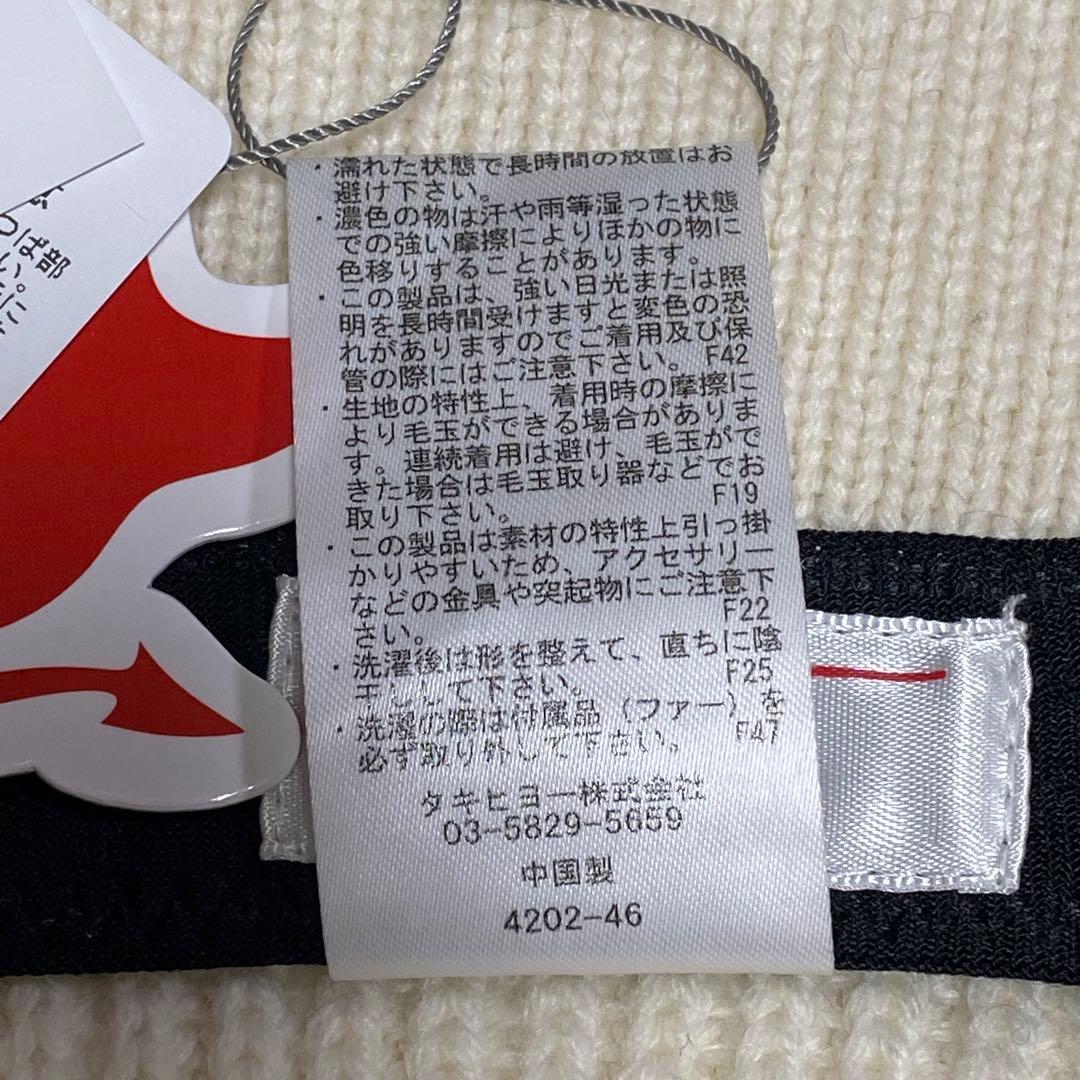 ・濡れた状態で長時間の放置はお
避け下さい。
・濃色の物は汗や雨等湿った状態
での強い摩擦によりほかの物に
色移りすることがあります。
・この製品は、強い日光または照
明を長時間受けますと変色の恐
れがありますのでご着用及び保
管の際にはご注意下さい。 F42
・生地の特性上、着用時の摩擦に
より毛玉ができる場合がありま
す。連続着用は避け、毛玉がで
きた場合は毛玉取り器などでお
取り下さい。 F19
・この製品は素材の特性上引っ掛
かりやすいため、アクセサリー
などの金具や突起物にご注意下
さい。 F22
・洗濯後は形を整えて、直ちに陰
干しして下さい。 F25
・洗濯の際は付属品（ファー）を
必ず取り外して下さい。 F47
タキヒヨー株式会社
03-5829-5659
中国製
4202-46
ば部
い。
に